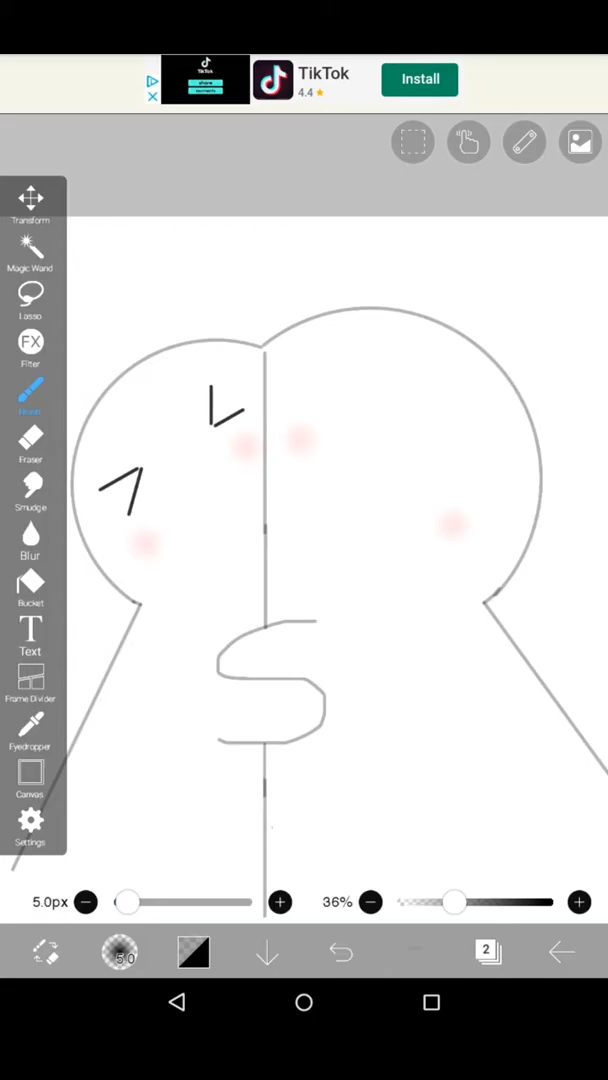 TikTok
TikTok
4.4 ★
Install
Transform
Magic Wand
Lasso
FX
Filter
Brush
Eraser
Smudge
Blur
Bucket
T
Text
Frame Divider
Eyedropper
Canvas
Settings
S
5.0px
36%
5.0
2